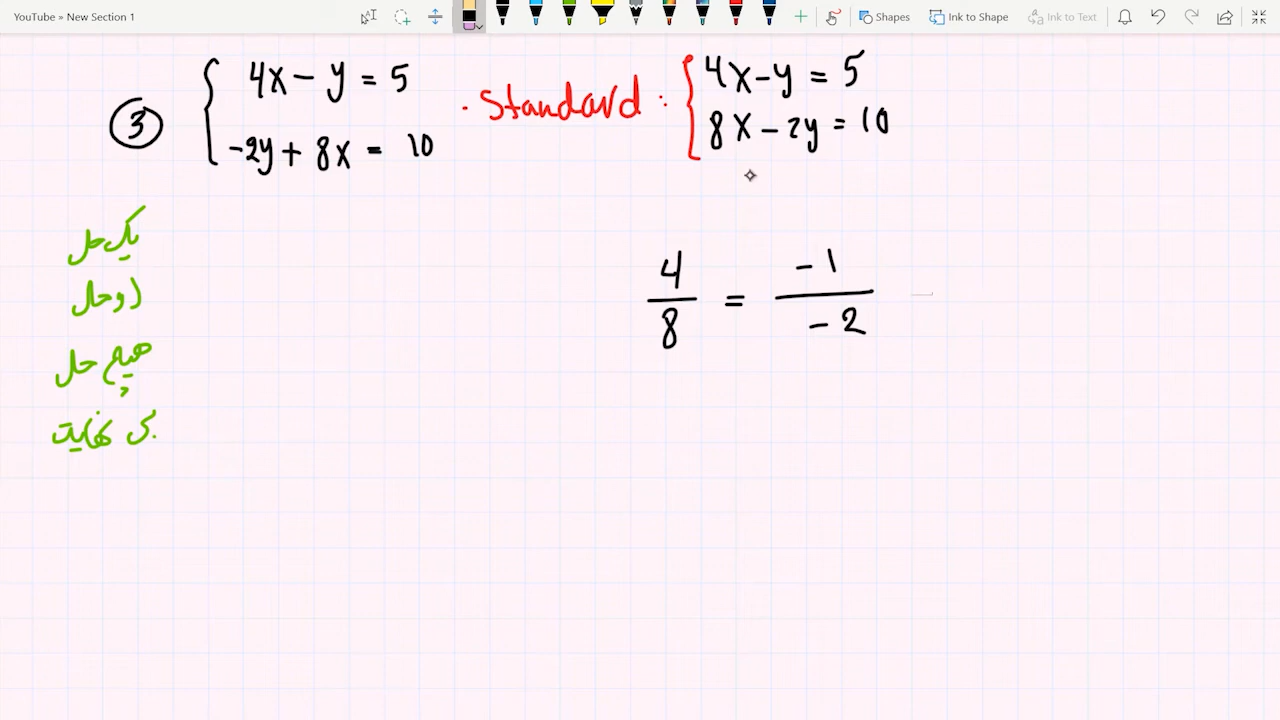 Youtube » New Section 1
Shapes
Ink to Shape
Ink to Text
3
4x - y = 5
-2y + 8x = 10
. Standard :
4x - y = 5
8x - 2y = 10
4/8 = -1/-2
یک حل
دو حل
هیچ حل
بی نهایت